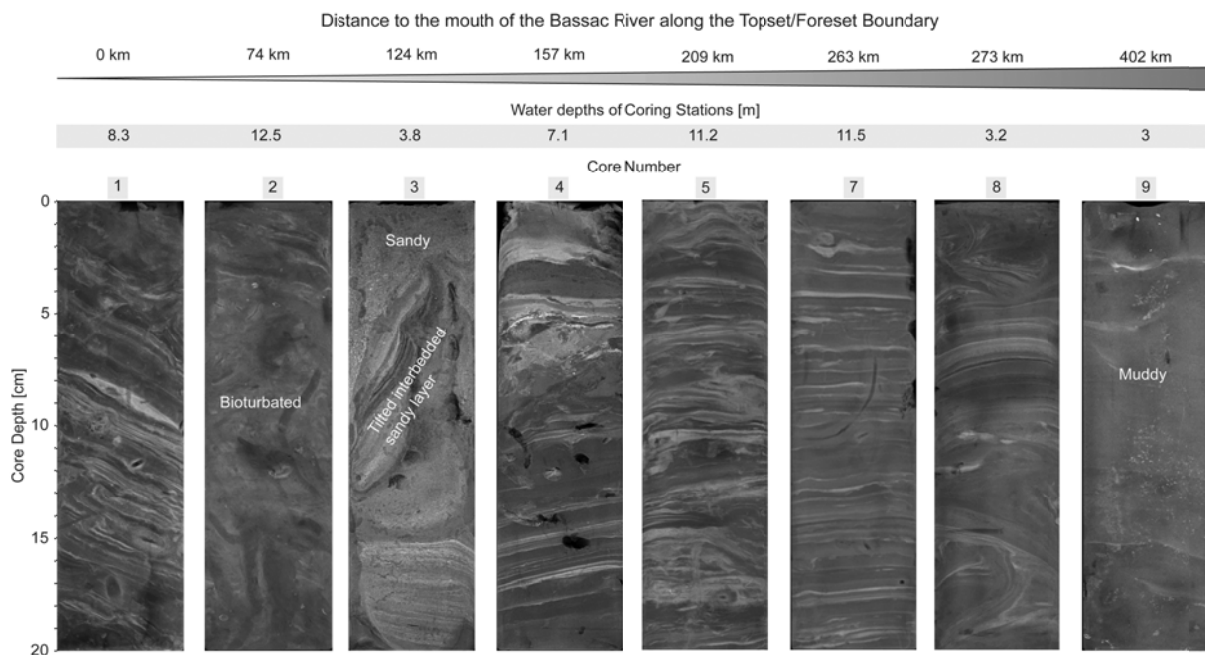 Distance to the mouth of the Bassac River along the Topset/Foreset Boundary
0 km 74 km 124 km 157 km 209 km 263 km 273 km 402 km
Water depths of Coring Stations [m]
8.3 12.5 3.8 7.1 11.2 11.5 3.2 3
Core Number
1 2 3 4 5 7 8 9
Core Depth [cm]
0
5
10
15
20
Sandy
Tilted interbedded
sandy layer
Bioturbated
Muddy